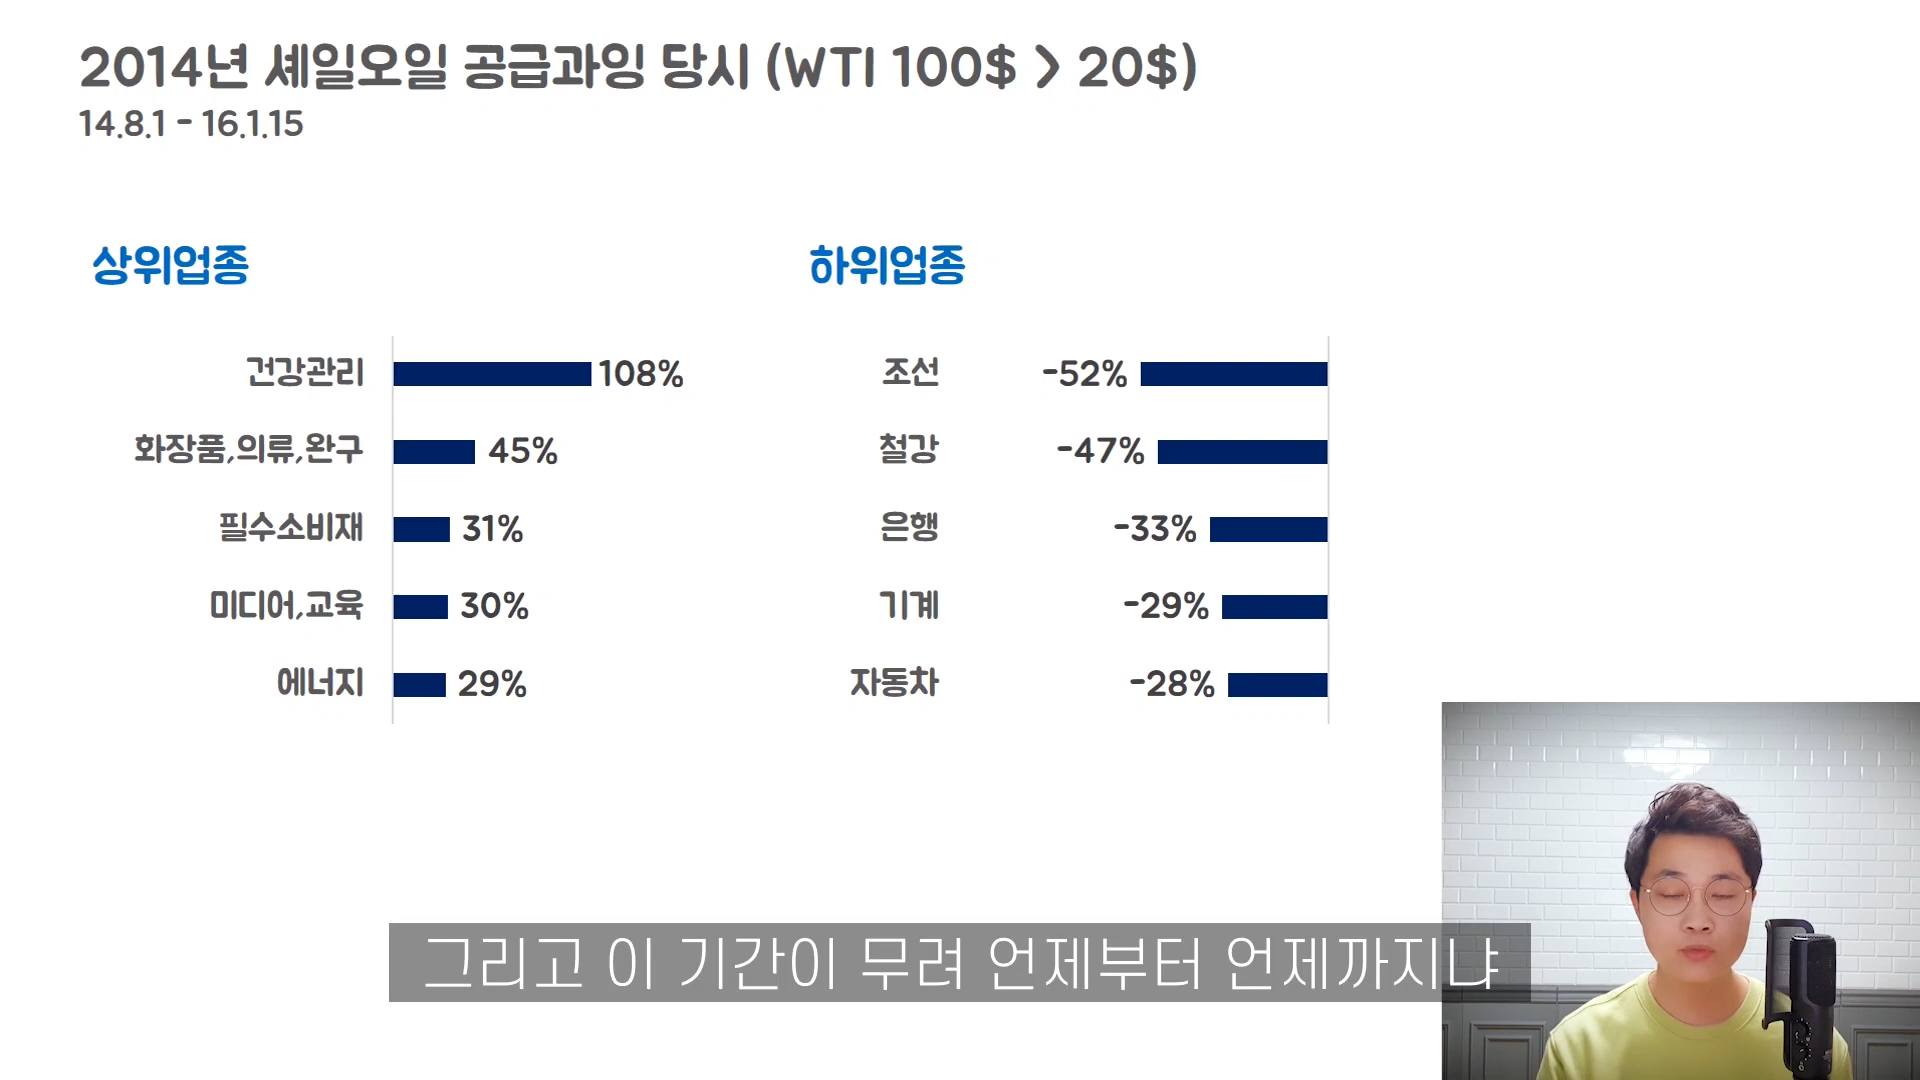 2014년 셰일오일 공급과잉 당시 (WTI 100$ > 20$)
14.8.1 - 16.1.15
상위업종
건강관리 108%
화장품,의류,완구 45%
필수소비재 31%
미디어,교육 30%
에너지 29%
하위업종
조선 -52%
철강 -47%
은행 -33%
기계 -29%
자동차 -28%
그리고 이 기간이 무려 언제부터 언제까지냐